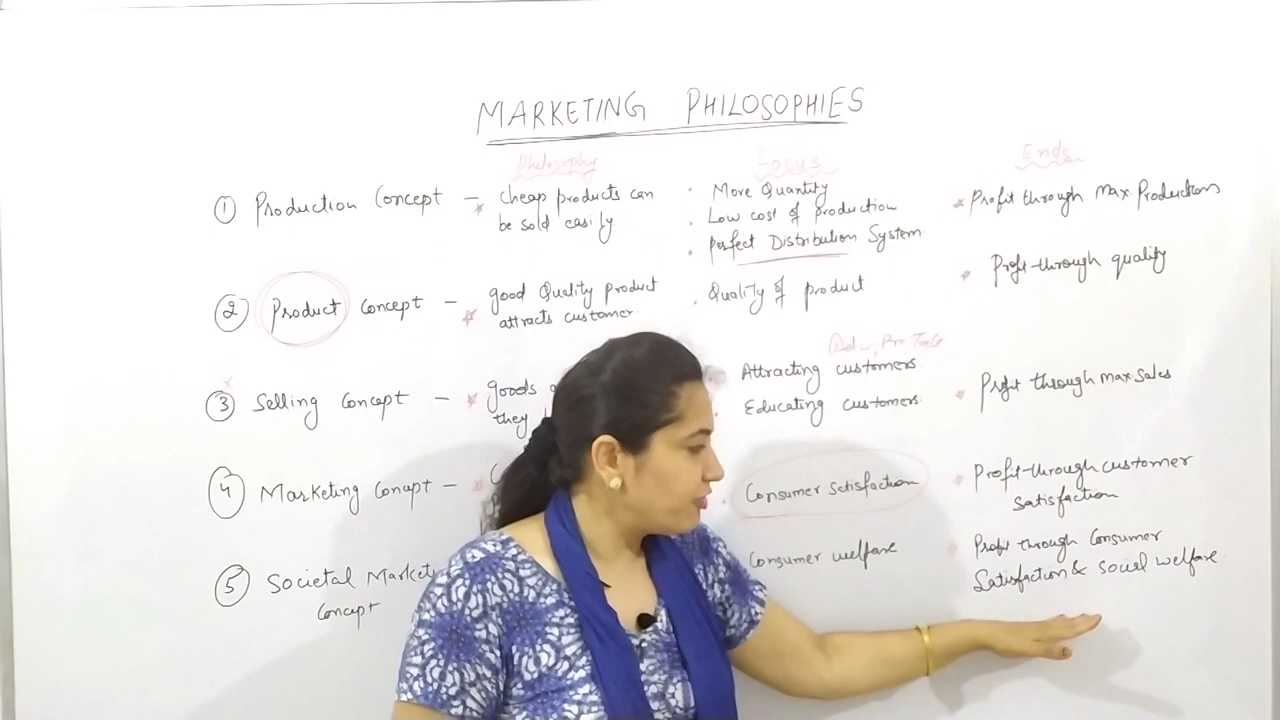 MARKETING PHILOSOPHIES
Philosophy Focus Ends
① Production Concept – * cheap products can be sold easily
• More Quantity
• Low cost of production
• Perfect Distribution System
* Profit through Max Production
② Product Concept – * good Quality product attracts customer
• Quality of product
* Profit through quality
③ Selling Concept – * goods
they
Attracting customers
Educating customers
* Profit through max sales
④ Marketing Concept – *
Consumer Setisfaction
* Profit through customer
satisfaction
⑤ Societal Marketi
Concept
Consumer welfare
Profit through Consumer
Satisfaction & Social welfare